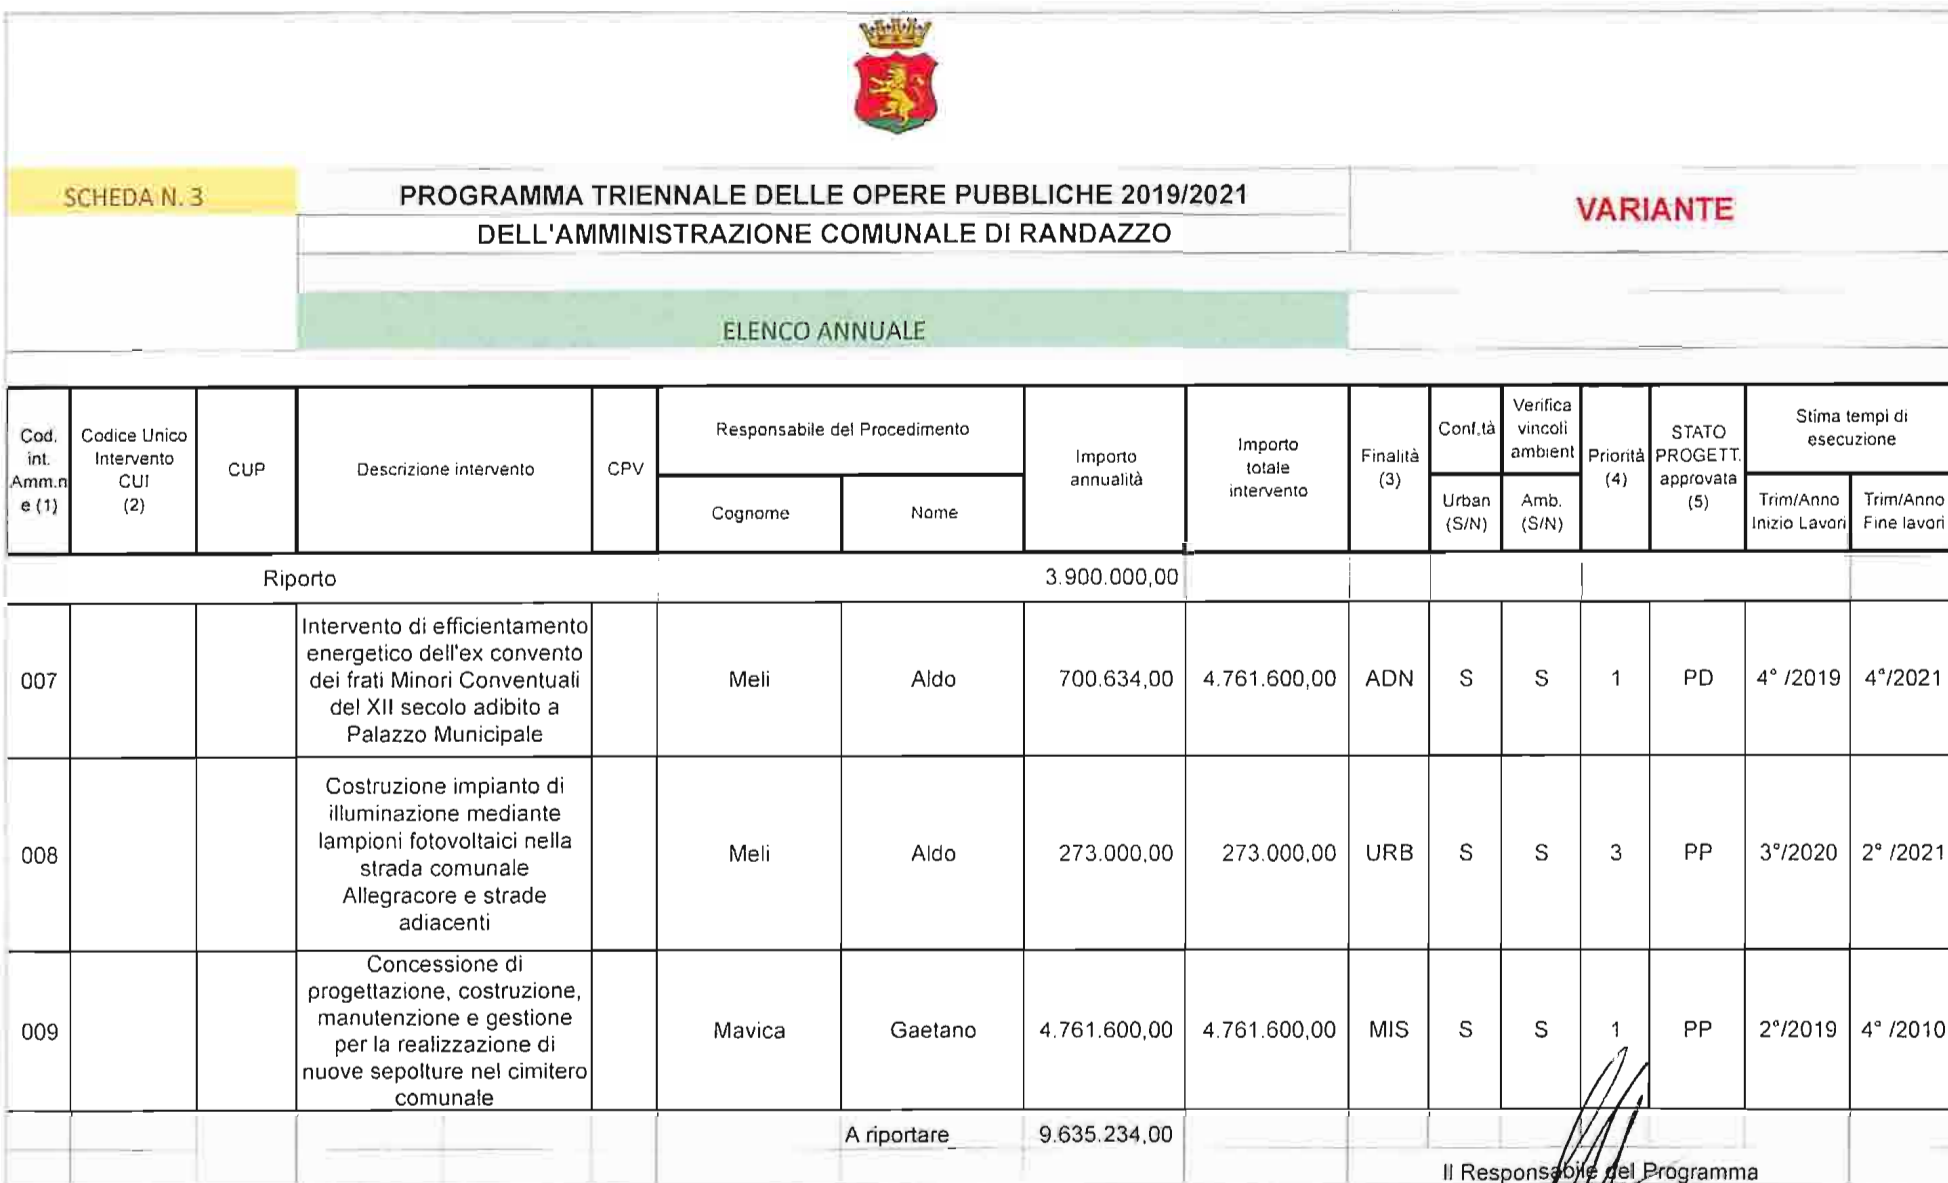 SCHEDA N. 3
PROGRAMMA TRIENNALE DELLE OPERE PUBBLICHE 2019/2021
DELL'AMMINISTRAZIONE COMUNALE DI RANDAZZO
VARIANTE
ELENCO ANNUALE
Cod. int. Amm.n e (1)
Codice Unico Intervento CUI (2)
CUP
Descrizione intervento
CPV
Responsabile del Procedimento
Cognome
Nome
Importo annualità
Importo totale intervento
Finalità (3)
Conf.tà
Urban (S/N)
Verifica vincoli ambient
Amb. (S/N)
Priorità (4)
STATO PROGETT. approvata (5)
Stima tempi di esecuzione
Trim/Anno Inizio Lavori
Trim/Anno Fine lavori
Riporto 3.900.000,00
007
Intervento di efficientamento
energetico dell'ex convento
dei frati Minori Conventuali
del XII secolo adibito a
Palazzo Municipale
Meli Aldo 700.634,00 4.761.600,00 ADN S S 1 PD 4° /2019 4°/2021
008
Costruzione impianto di
illuminazione mediante
lampioni fotovoltaici nella
strada comunale
Allegracore e strade
adiacenti
Meli Aldo 273.000,00 273.000,00 URB S S 3 PP 3°/2020 2° /2021
009
Concessione di
progettazione, costruzione,
manutenzione e gestione
per la realizzazione di
nuove sepolture nel cimitero
comunale
Mavica Gaetano 4.761.600,00 4.761.600,00 MIS S S 1 PP 2°/2019 4° /2010
A riportare 9.635.234,00
Il Responsabile del Programma